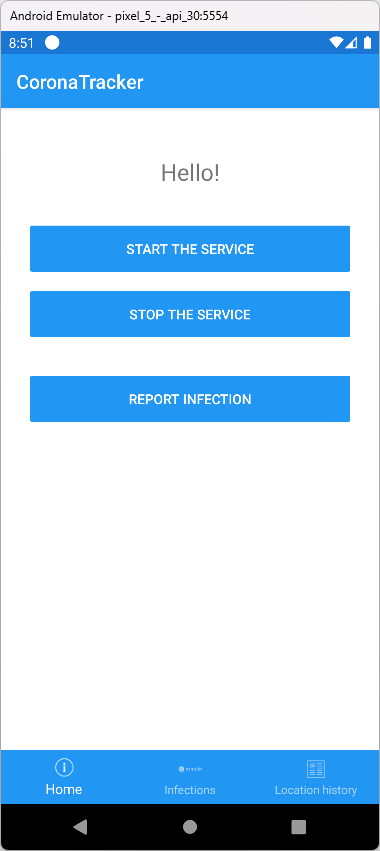 Android Emulator - pixel_5_-_api_30:5554
8:51
CoronaTracker
Hello!
START THE SERVICE
STOP THE SERVICE
REPORT INFECTION
Home
Infections
Location history